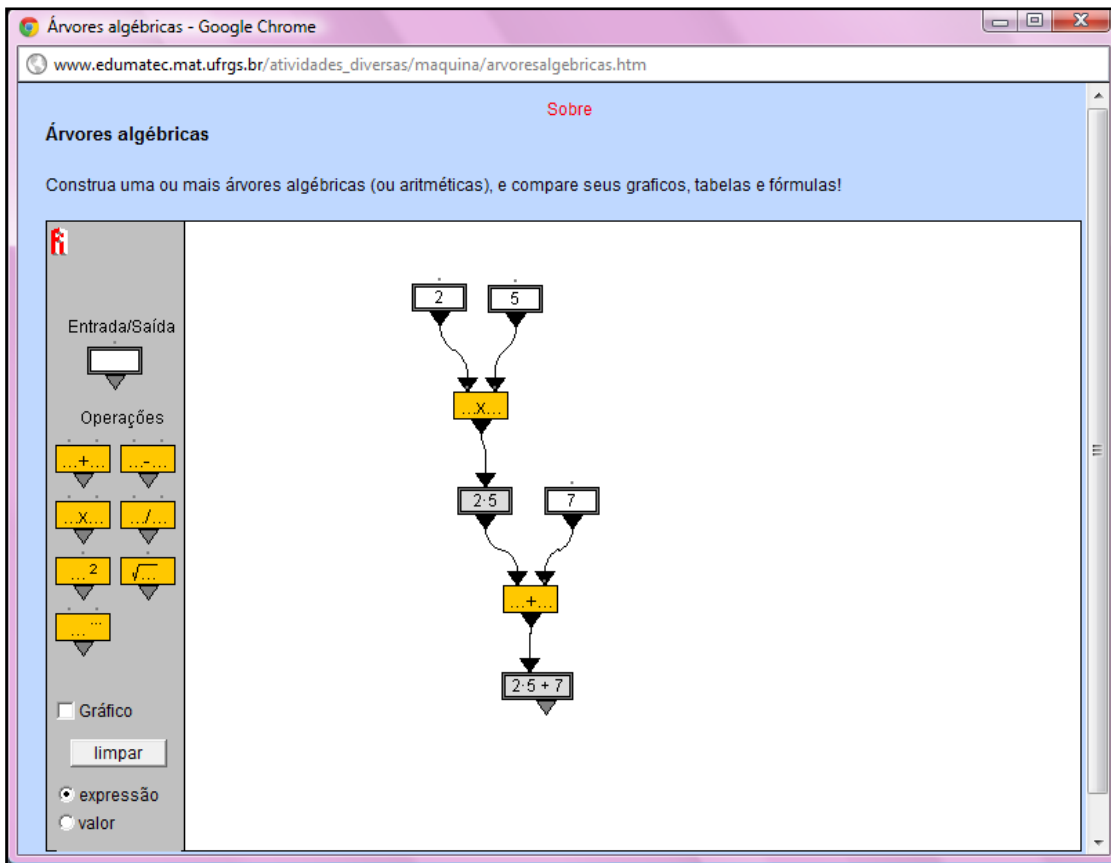 Árvores algébricas - Google Chrome
www.edumatec.mat.ufrgs.br/atividades_diversas/maquina/arvoresalgebricas.htm
Sobre
Árvores algébricas
Construa uma ou mais árvores algébricas (ou aritméticas), e compare seus graficos, tabelas e fórmulas!
Entrada/Saída
Operações
...+... ...-...
...x... .../...
...² √...
... ...
Gráfico
limpar
expressão
valor
2 5
...x...
2·5 7
...+...
2·5 + 7